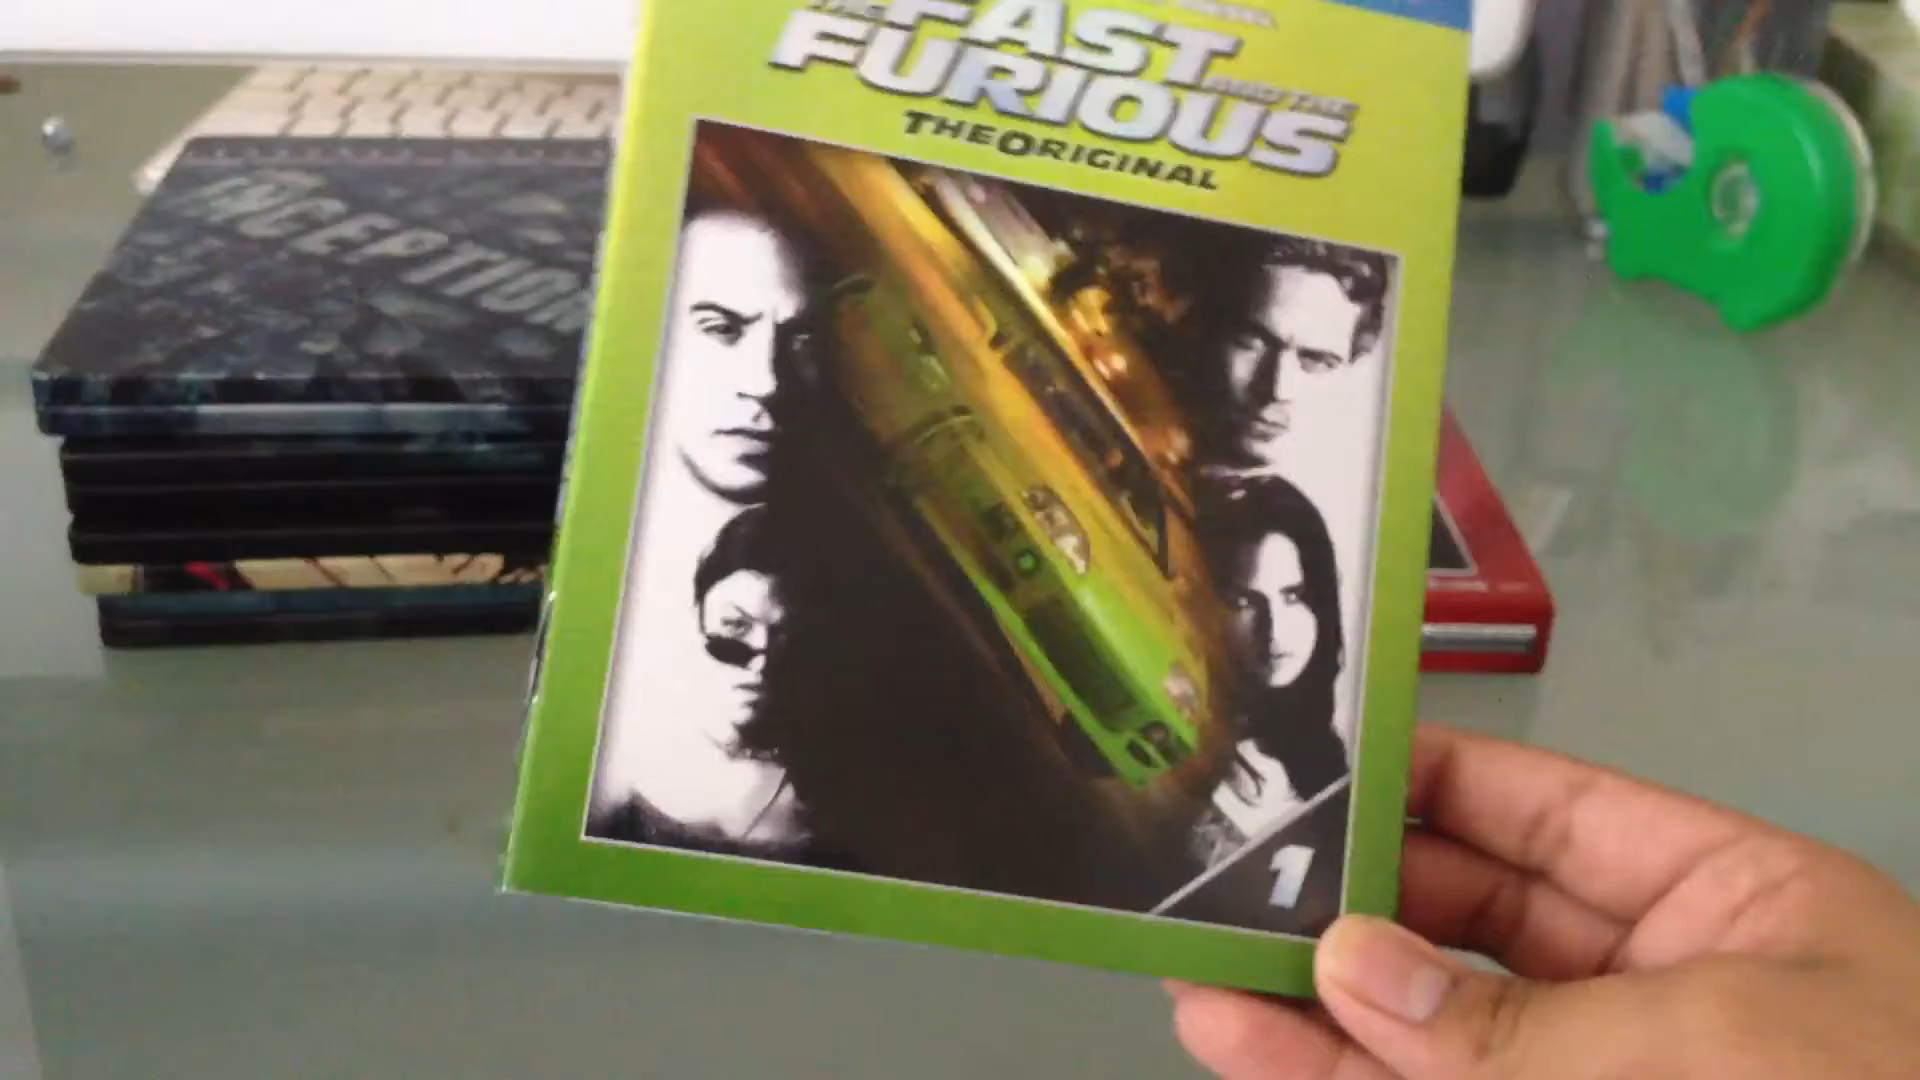 THE FAST AND THE
FURIOUS
THE ORIGINAL
INCEPTION
1